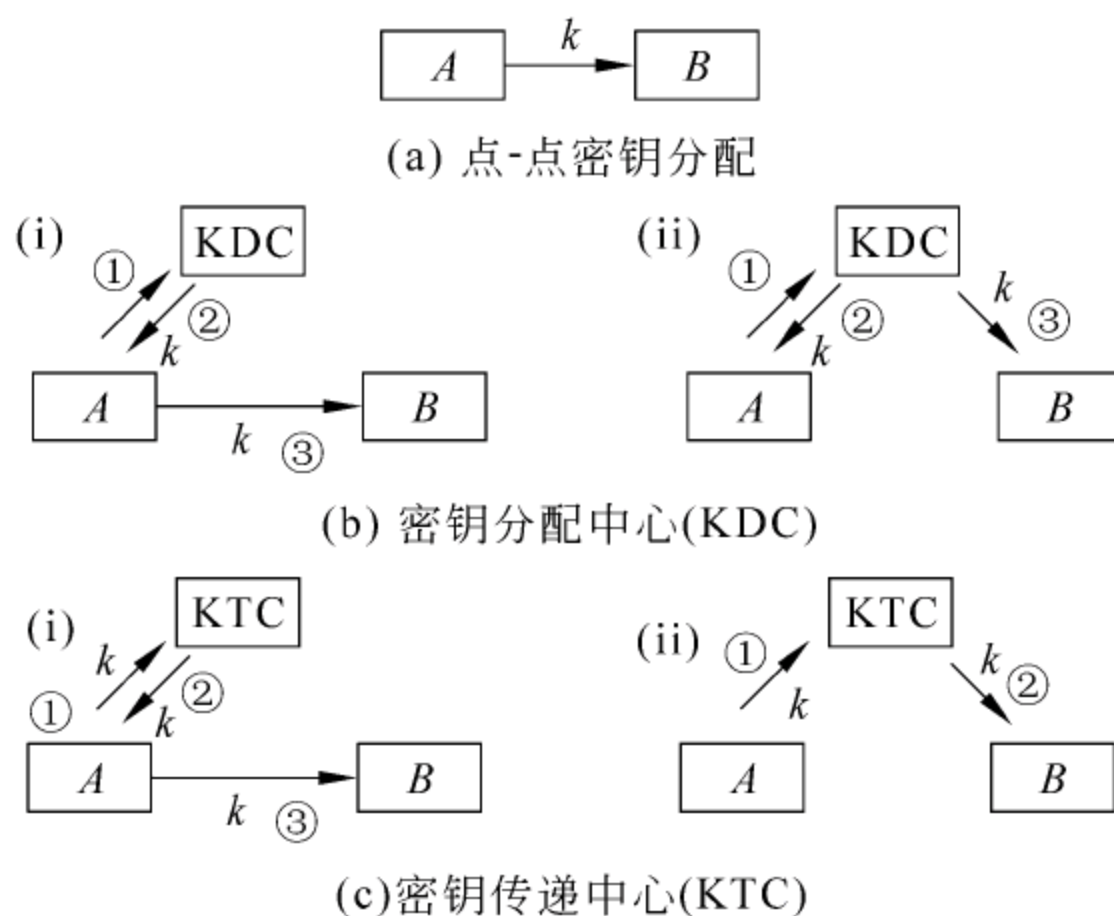 k
A B
(a) 点-点密钥分配
(i) KDC (ii) KDC
① ② k ① ② k k ③
A B A B
k ③
(b) 密钥分配中心(KDC)
(i) KTC (ii) KTC
k ② ① k ②
① k k
A B A B
k ③
(c)密钥传递中心(KTC)